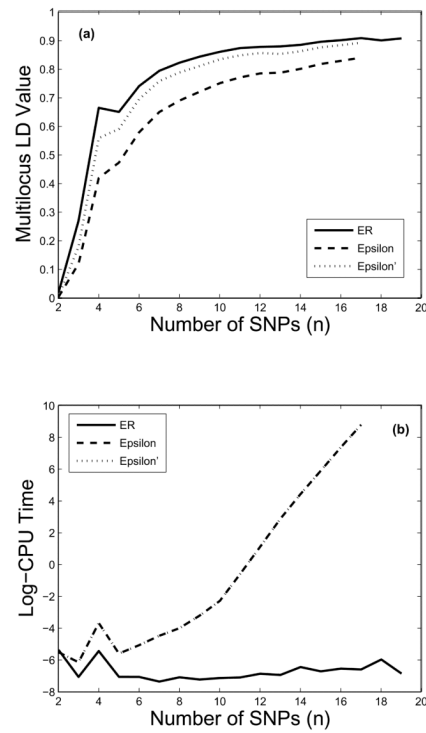 (a)
Multilocus LD Value
1
0.9
0.8
0.7
0.6
0.5
0.4
0.3
0.2
0.1
0
ER
Epsilon
Epsilon'
2 4 6 8 10 12 14 16 18 20
Number of SNPs (n)
(b)
Log-CPU Time
10
8
6
4
2
0
−2
−4
−6
−8
ER
Epsilon
Epsilon'
2 4 6 8 10 12 14 16 18 20
Number of SNPs (n)